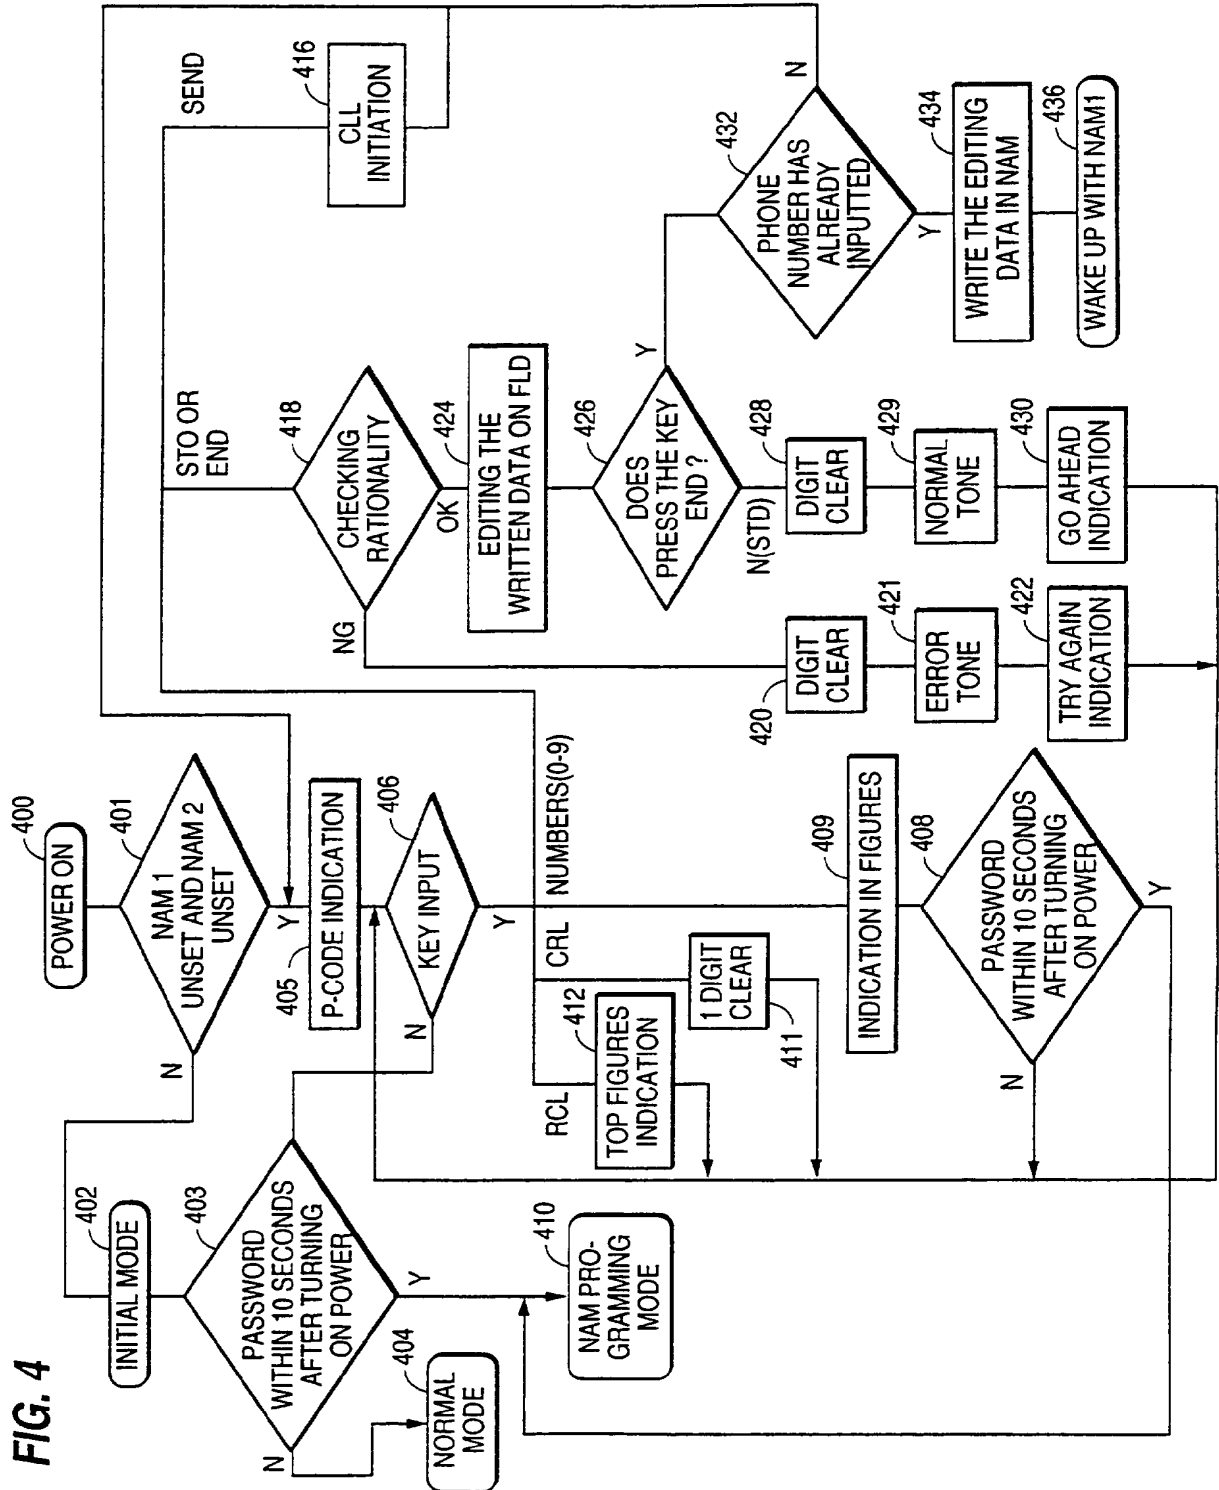 FIG. 4
POWER ON
400
NAM 1
UNSET AND NAM 2
UNSET
401
N
Y
INITIAL MODE
402
PASSWORD
WITHIN 10 SECONDS
AFTER TURNING
ON POWER
403
N
Y
NORMAL
MODE
404
NAM PRO-
GRAMMING
MODE
410
P-CODE INDICATION
405
KEY INPUT
406
N
Y
RCL
CRL
NUMBERS(0-9)
STO OR
END
SEND
TOP FIGURES
INDICATION
412
1 DIGIT
CLEAR
411
INDICATION IN FIGURES
409
PASSWORD
WITHIN 10 SECONDS
AFTER TURNING
ON POWER
408
N
Y
CLL
INITIATION
416
CHECKING
RATIONALITY
418
NG
OK
DIGIT
CLEAR
420
ERROR
TONE
421
TRY AGAIN
INDICATION
422
EDITING THE
WRITTEN DATA ON FLD
424
DOES
PRESS THE KEY
END ?
426
Y
N(STD)
DIGIT
CLEAR
428
NORMAL
TONE
429
GO AHEAD
INDICATION
430
PHONE
NUMBER HAS
ALREADY
INPUTTED
432
N
Y
WRITE THE EDITING
DATA IN NAM
434
WAKE UP WITH NAM1
436